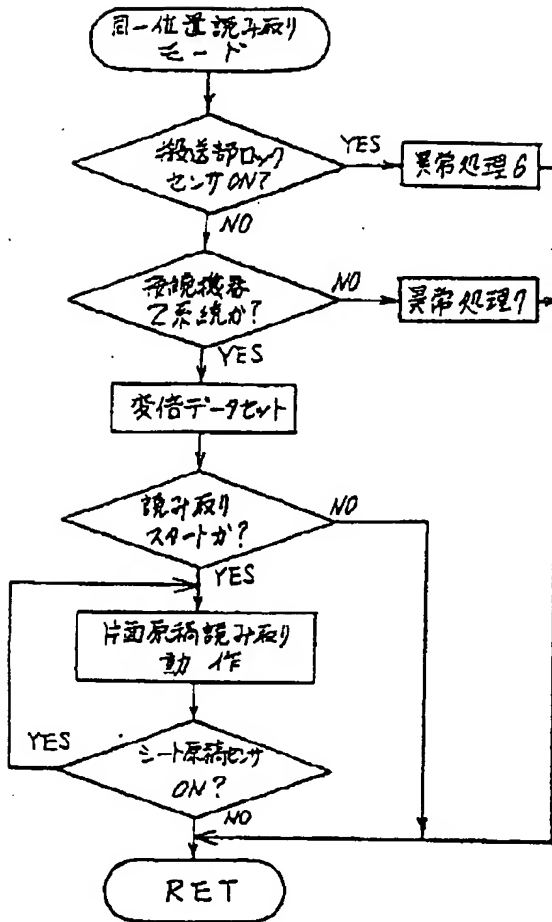 同一位置読み取り
モード
搬送部ロック
センサON?
YES
異常処理6
NO
接続機器
2系統か?
NO
異常処理7
YES
変倍データセット
読み取り
スタートか?
NO
YES
片面原稿読み取り
動作
YES
シート原稿センサ
ON?
NO
RET